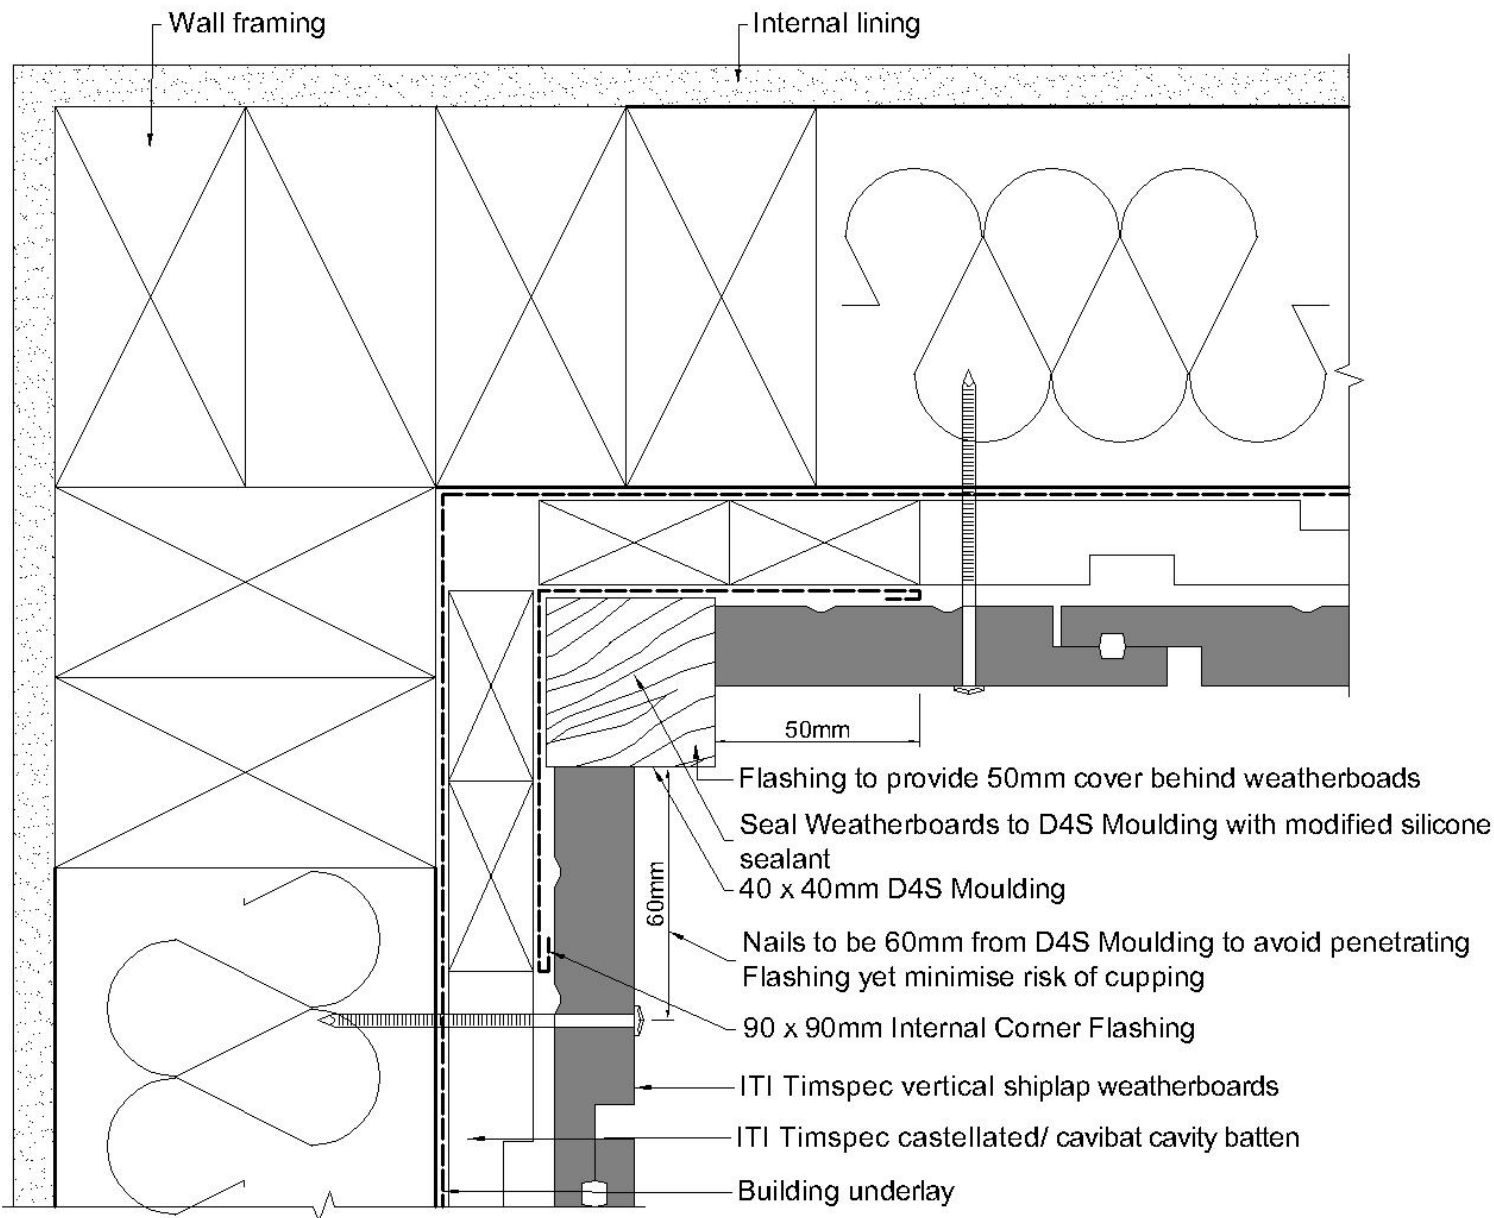 Wall framing
Internal lining
50mm
Flashing to provide 50mm cover behind weatherboads
Seal Weatherboards to D4S Moulding with modified silicone
sealant
40 x 40mm D4S Moulding
60mm
Nails to be 60mm from D4S Moulding to avoid penetrating
Flashing yet minimise risk of cupping
90 x 90mm Internal Corner Flashing
ITI Timspec vertical shiplap weatherboards
ITI Timspec castellated/ cavibat cavity batten
Building underlay